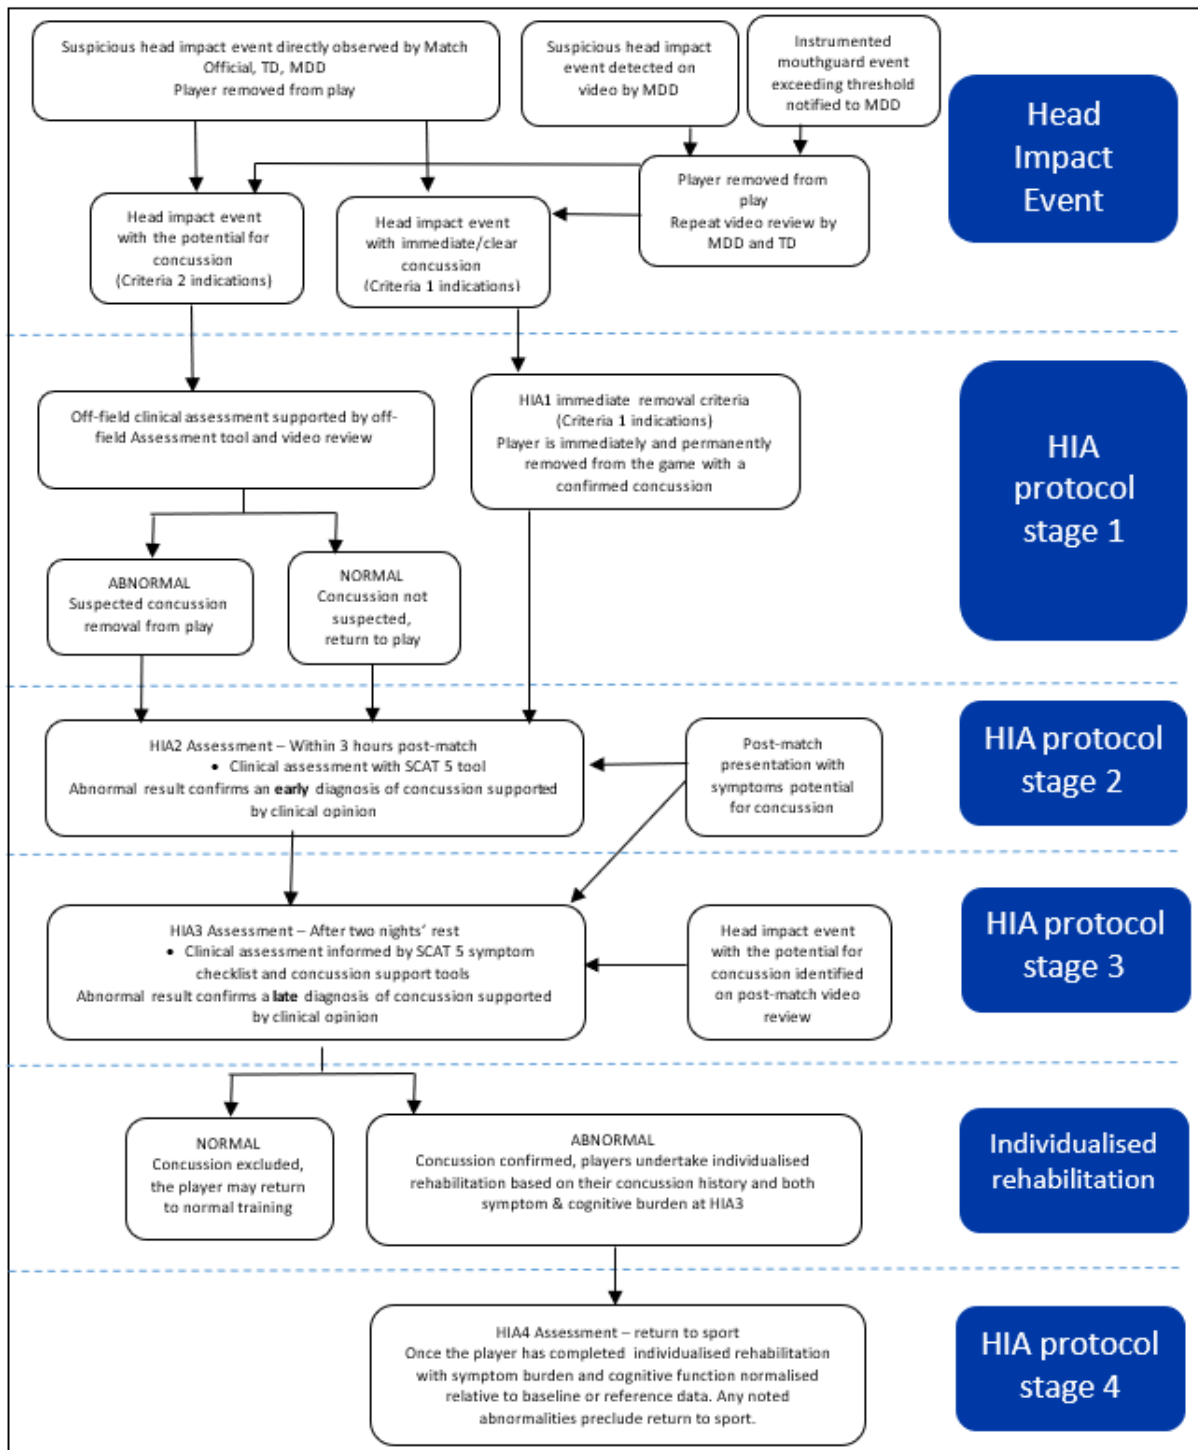 Suspicious head impact event directly observed by Match
Official, TD, MDD
Player removed from play
Suspicious head impact
event detected on
video by MDD
Instrumented
mouthguard event
exceeding threshold
notified to MDD
Head
Impact
Event
Head impact event
with the potential for
concussion
(Criteria 2 indications)
Head impact event
with immediate/clear
concussion
(Criteria 1 indications)
Player removed from
play
Repeat video review by
MDD and TD
Off-field clinical assessment supported by off-
field Assessment tool and video review
HIA1 immediate removal criteria
(Criteria 1 indications)
Player is immediately and permanently
removed from the game with a
confirmed concussion
HIA
protocol
stage 1
ABNORMAL
Suspected concussion
removal from play
NORMAL
Concussion not
suspected,
return to play
HIA2 Assessment – Within 3 hours post-match
• Clinical assessment with SCAT 5 tool
Abnormal result confirms an early diagnosis of concussion supported
by clinical opinion
Post-match
presentation with
symptoms potential
for concussion
HIA protocol
stage 2
HIA3 Assessment – After two nights’ rest
• Clinical assessment informed by SCAT 5 symptom
checklist and concussion support tools
Abnormal result confirms a late diagnosis of concussion supported
by clinical opinion
Head impact event
with the potential for
concussion identified
on post-match video
review
HIA protocol
stage 3
NORMAL
Concussion excluded,
the player may return
to normal training
ABNORMAL
Concussion confirmed, players undertake individualised
rehabilitation based on their concussion history and both
symptom & cognitive burden at HIA3
Individualised
rehabilitation
HIA4 Assessment – return to sport
Once the player has completed individualised rehabilitation
with symptom burden and cognitive function normalised
relative to baseline or reference data. Any noted
abnormalities preclude return to sport.
HIA protocol
stage 4